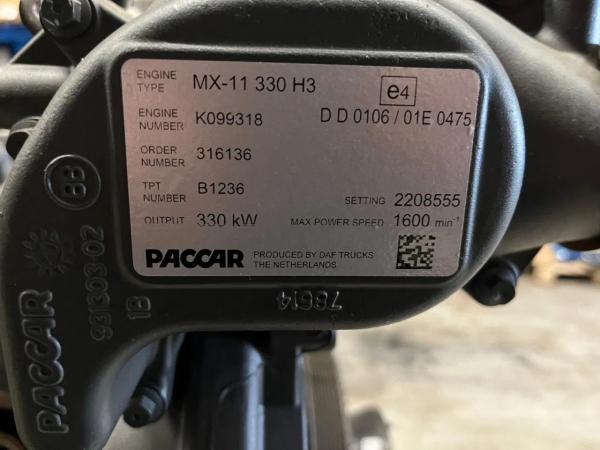 ENGINE TYPE MX-11 330 H3 e4
ENGINE NUMBER K099318 D D 0106 / 01E 0475
ORDER NUMBER 316136
TPT NUMBER B1236 SETTING 2208555
OUTPUT 330 kW MAX POWER SPEED 1600 min⁻¹
PACCAR PRODUCED BY DAF TRUCKS
THE NETHERLANDS
78614
BB
931303-02
1B
PACCAR